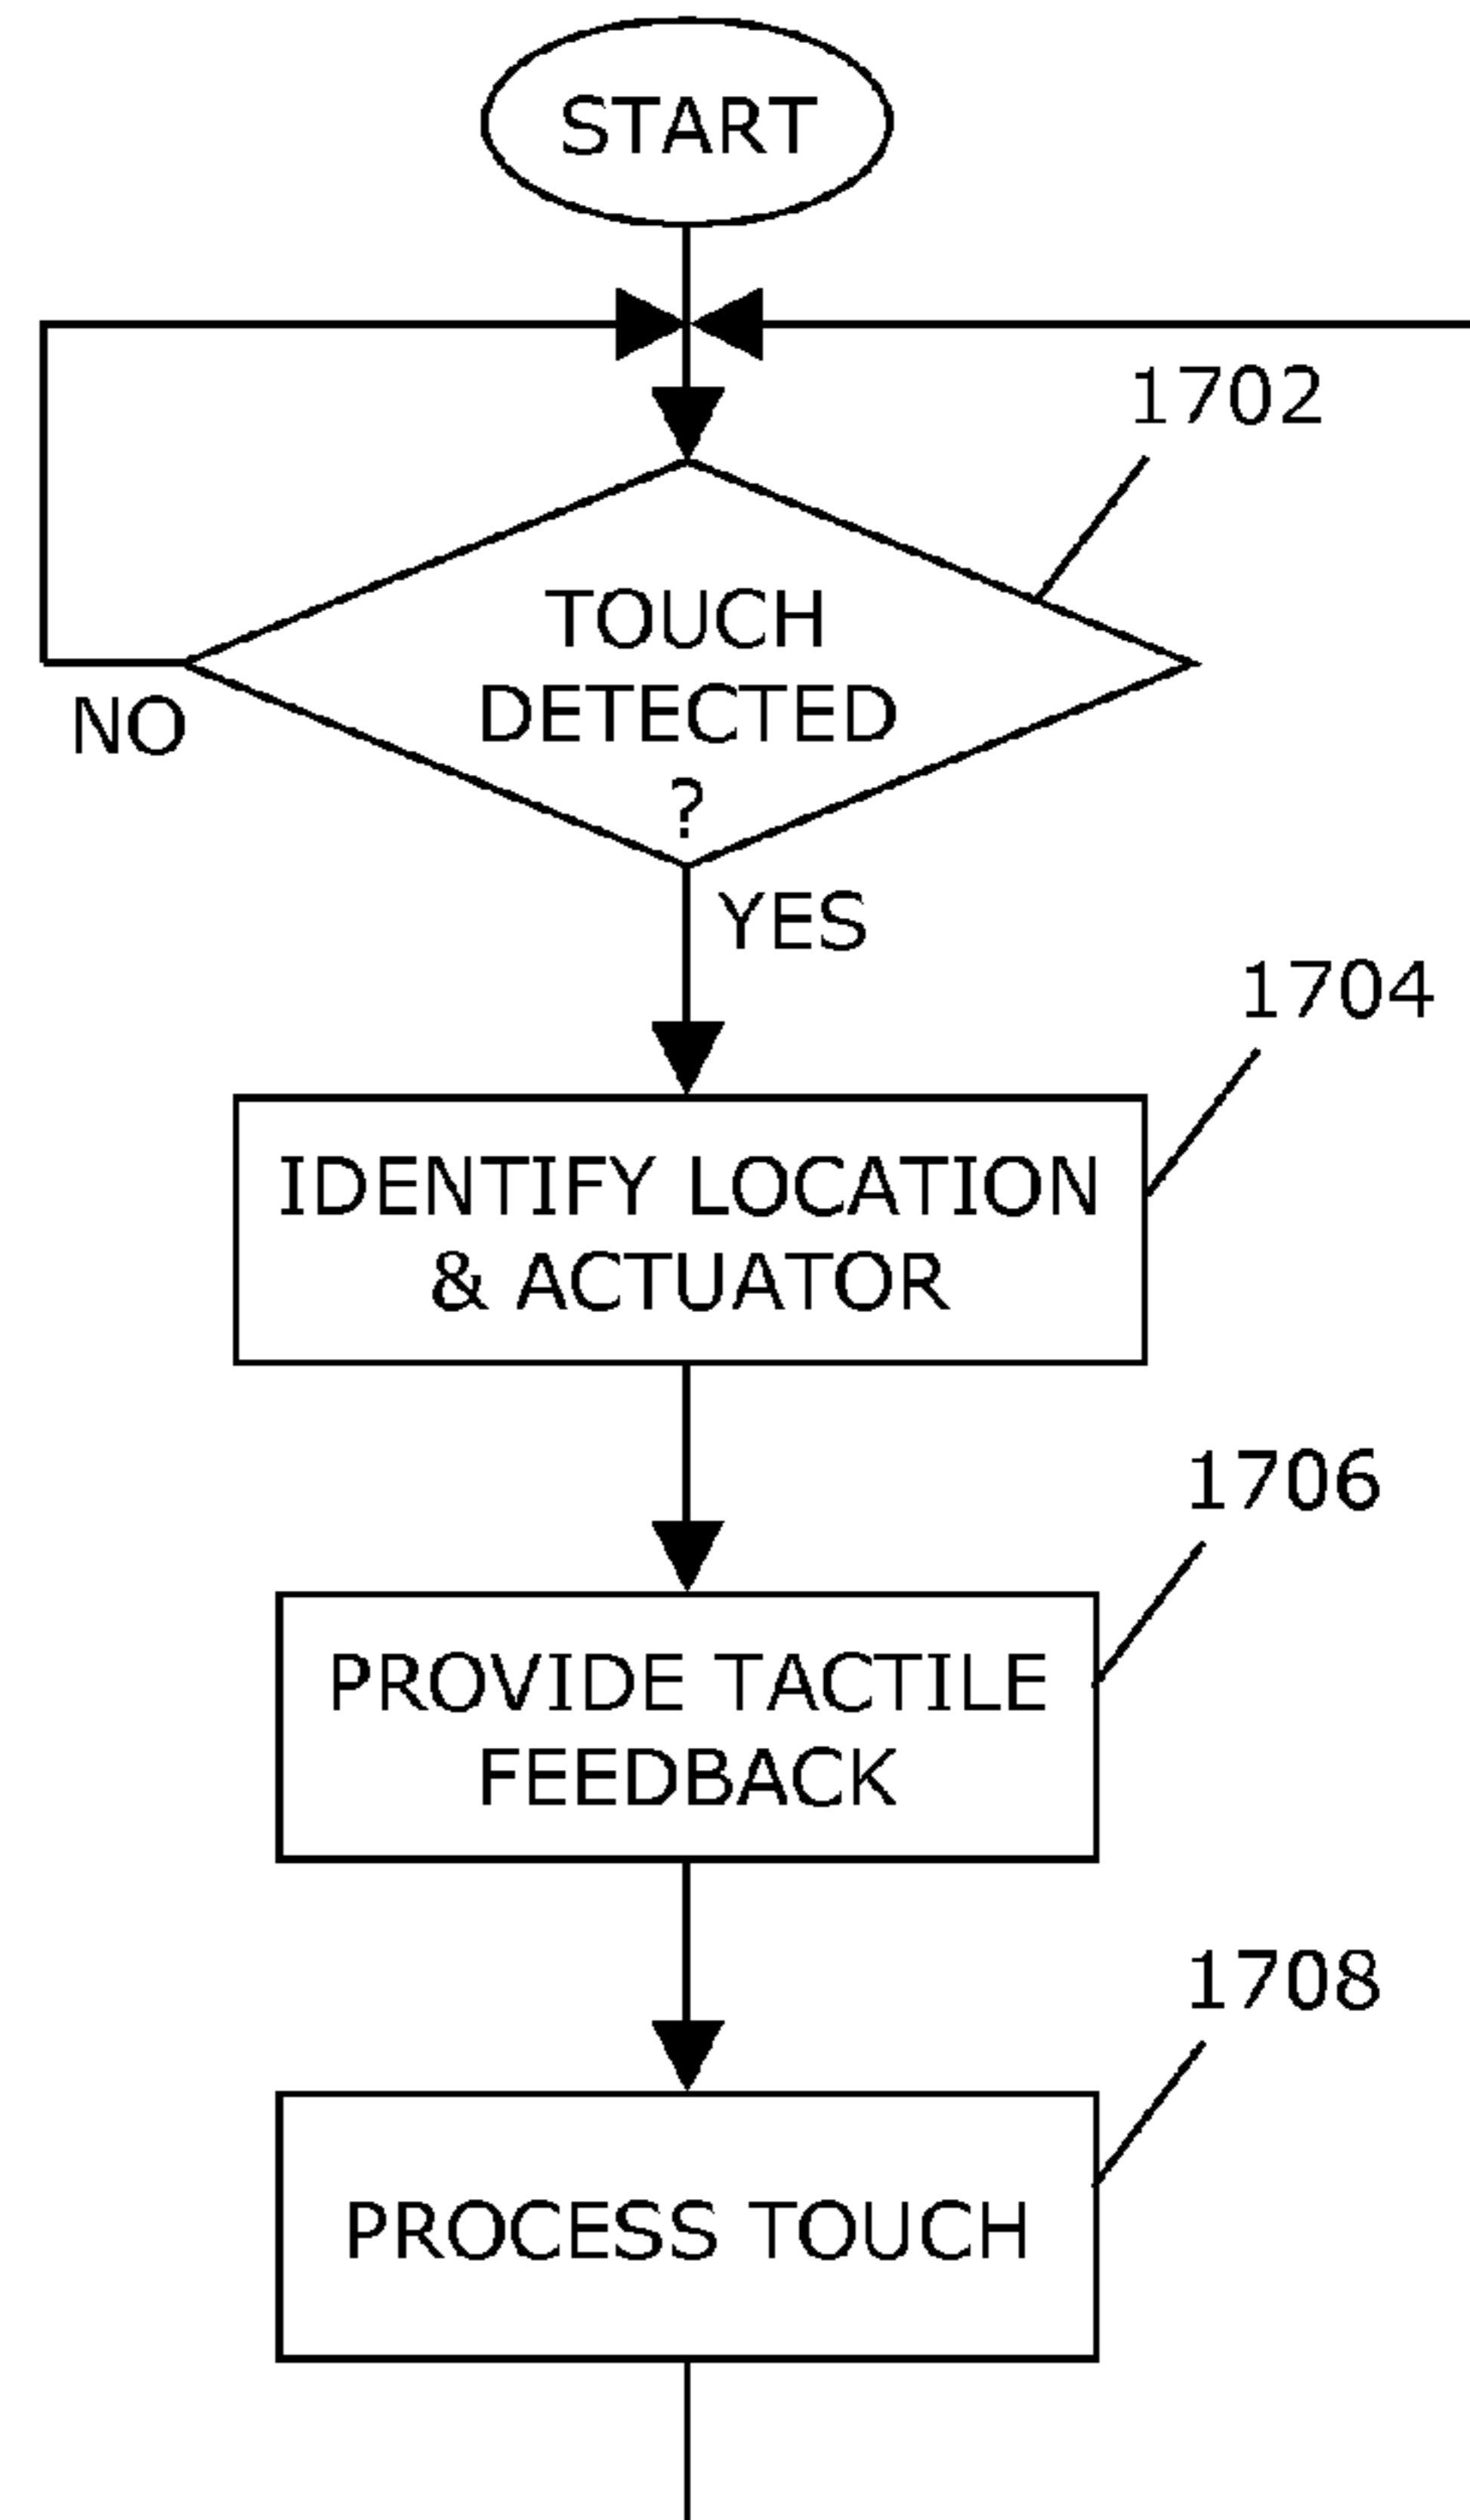 START
1702
TOUCH
DETECTED
?
NO
YES
1704
IDENTIFY LOCATION
& ACTUATOR
1706
PROVIDE TACTILE
FEEDBACK
1708
PROCESS TOUCH